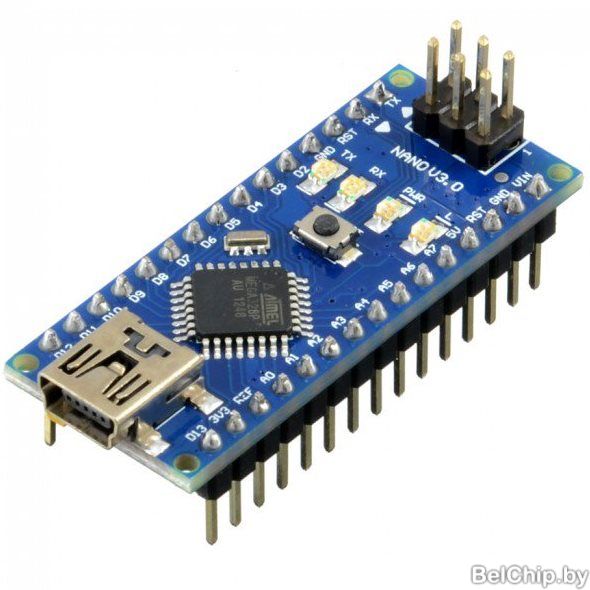 TX
RX
RST
GND
D2
D3
D4
D5
D6
D7
D8
D9
D10
D11
D12
NANO V3.0
TX
RX
PWR
L
1
VIN
GND
RST
5V
A7
A6
A5
A4
A3
A2
A1
A0
REF
3V3
D13
ATMEL
MEGA328P
AU 1248
BelChip.by